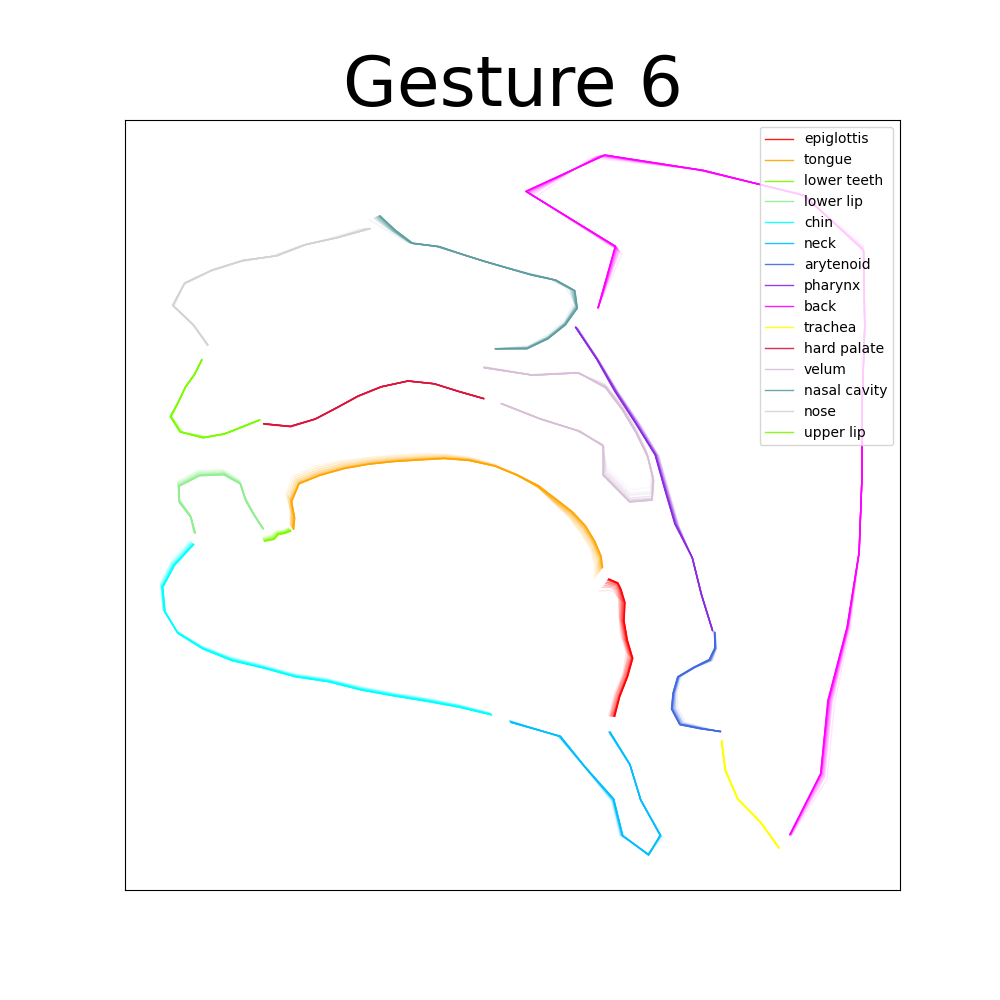 Gesture 6
epiglottis
tongue
lower teeth
lower lip
chin
neck
arytenoid
pharynx
back
trachea
hard palate
velum
nasal cavity
nose
upper lip